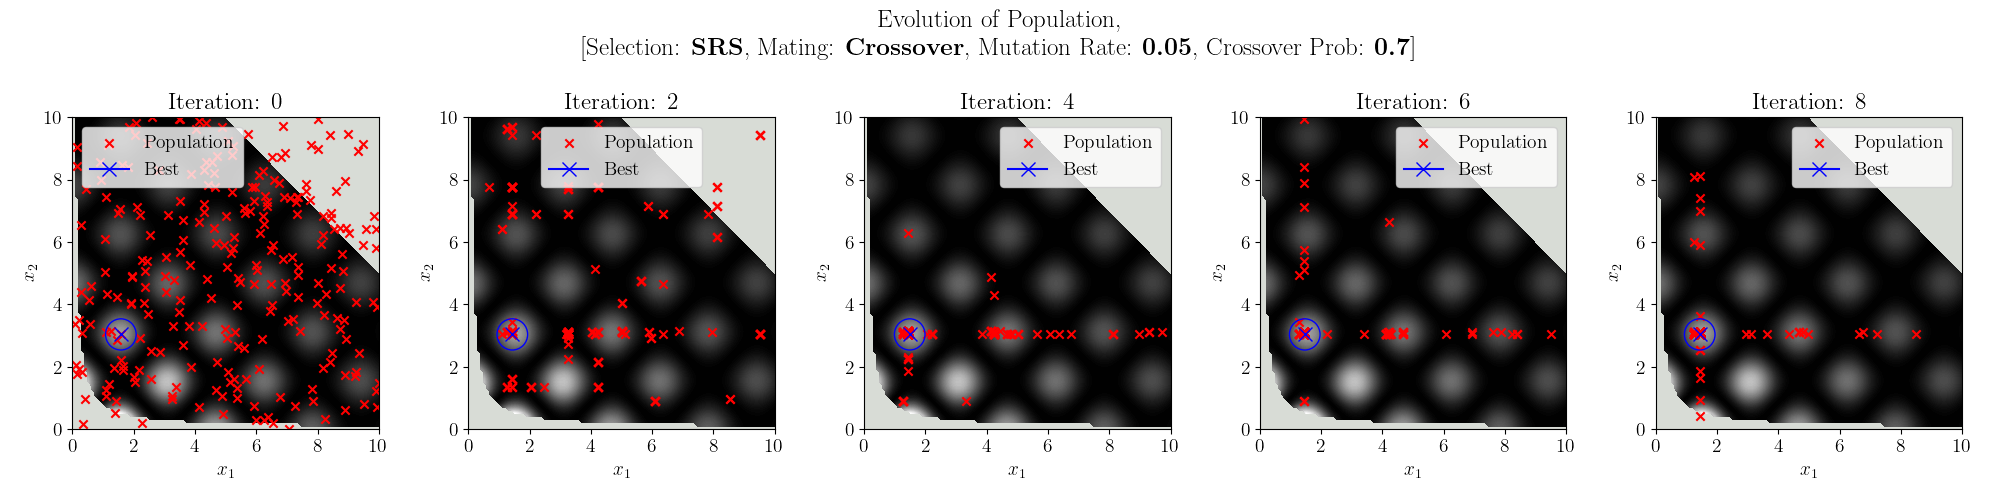 Evolution of Population,
[Selection: SRS, Mating: Crossover, Mutation Rate: 0.05, Crossover Prob: 0.7]
Iteration: 0
10
8
6
4
2
0
x2
0 2 4 6 8 10
x1
Population
Best
Iteration: 2
10
8
6
4
2
0
x2
0 2 4 6 8 10
x1
Population
Best
Iteration: 4
10
8
6
4
2
0
x2
0 2 4 6 8 10
x1
Population
Best
Iteration: 6
10
8
6
4
2
0
x2
0 2 4 6 8 10
x1
Population
Best
Iteration: 8
10
8
6
4
2
0
x2
0 2 4 6 8 10
x1
Population
Best